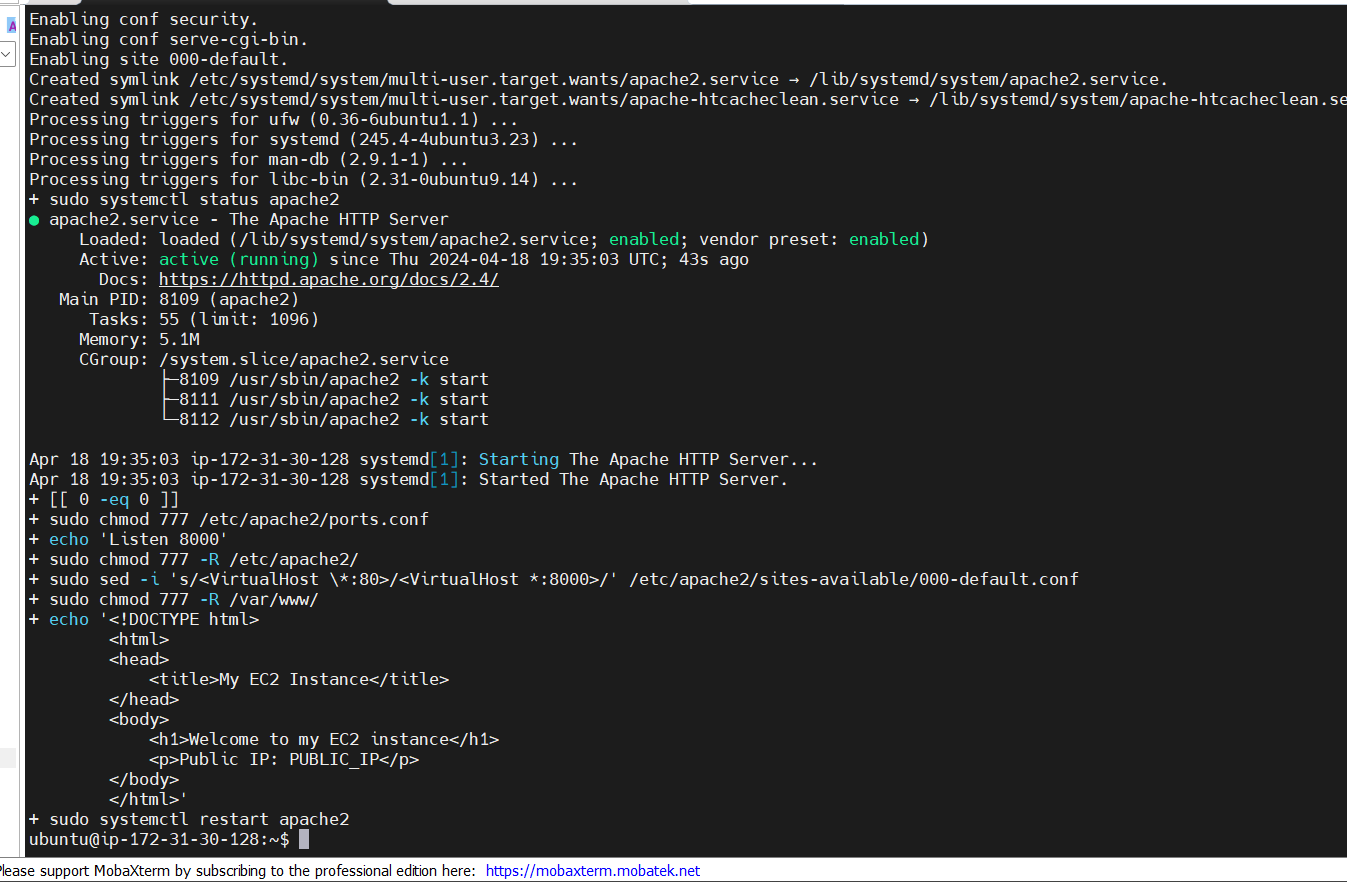 A
Enabling conf security.
Enabling conf serve-cgi-bin.
Enabling site 000-default.
Created symlink /etc/systemd/system/multi-user.target.wants/apache2.service → /lib/systemd/system/apache2.service.
Created symlink /etc/systemd/system/multi-user.target.wants/apache-htcacheclean.service → /lib/systemd/system/apache-htcacheclean.se
Processing triggers for ufw (0.36-6ubuntu1.1) ...
Processing triggers for systemd (245.4-4ubuntu3.23) ...
Processing triggers for man-db (2.9.1-1) ...
Processing triggers for libc-bin (2.31-0ubuntu9.14) ...
+ sudo systemctl status apache2
● apache2.service - The Apache HTTP Server
     Loaded: loaded (/lib/systemd/system/apache2.service; enabled; vendor preset: enabled)
     Active: active (running) since Thu 2024-04-18 19:35:03 UTC; 43s ago
       Docs: https://httpd.apache.org/docs/2.4/
   Main PID: 8109 (apache2)
      Tasks: 55 (limit: 1096)
     Memory: 5.1M
     CGroup: /system.slice/apache2.service
             ├─8109 /usr/sbin/apache2 -k start
             ├─8111 /usr/sbin/apache2 -k start
             └─8112 /usr/sbin/apache2 -k start
Apr 18 19:35:03 ip-172-31-30-128 systemd[1]: Starting The Apache HTTP Server...
Apr 18 19:35:03 ip-172-31-30-128 systemd[1]: Started The Apache HTTP Server.
+ [[ 0 -eq 0 ]]
+ sudo chmod 777 /etc/apache2/ports.conf
+ echo 'Listen 8000'
+ sudo chmod 777 -R /etc/apache2/
+ sudo sed -i 's/<VirtualHost \*:80>/<VirtualHost *:8000>/' /etc/apache2/sites-available/000-default.conf
+ sudo chmod 777 -R /var/www/
+ echo '<!DOCTYPE html>
        <html>
        <head>
            <title>My EC2 Instance</title>
        </head>
        <body>
            <h1>Welcome to my EC2 instance</h1>
            <p>Public IP: PUBLIC_IP</p>
        </body>
        </html>'
+ sudo systemctl restart apache2
ubuntu@ip-172-31-30-128:~$
Please support MobaXterm by subscribing to the professional edition here: https://mobaxterm.mobatek.net